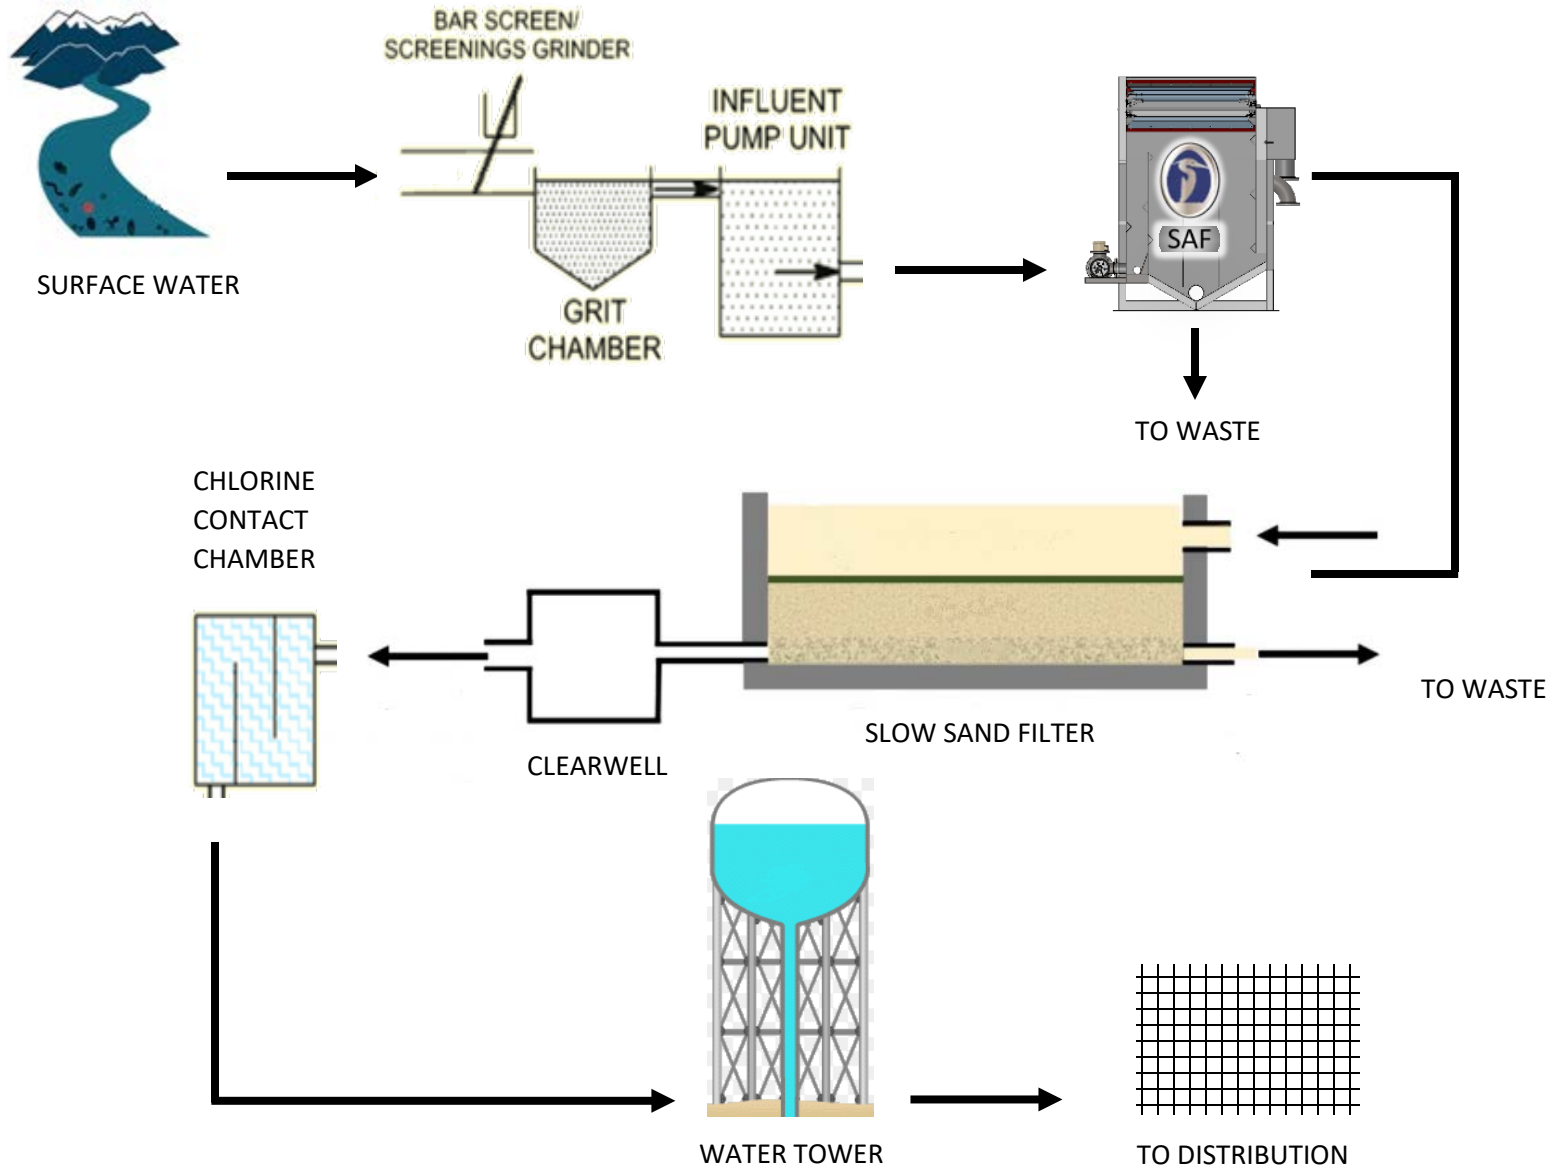 BAR SCREEN/
SCREENINGS GRINDER
INFLUENT
PUMP UNIT
SAF
SURFACE WATER
GRIT
CHAMBER
TO WASTE
CHLORINE
CONTACT
CHAMBER
TO WASTE
SLOW SAND FILTER
CLEARWELL
WATER TOWER
TO DISTRIBUTION